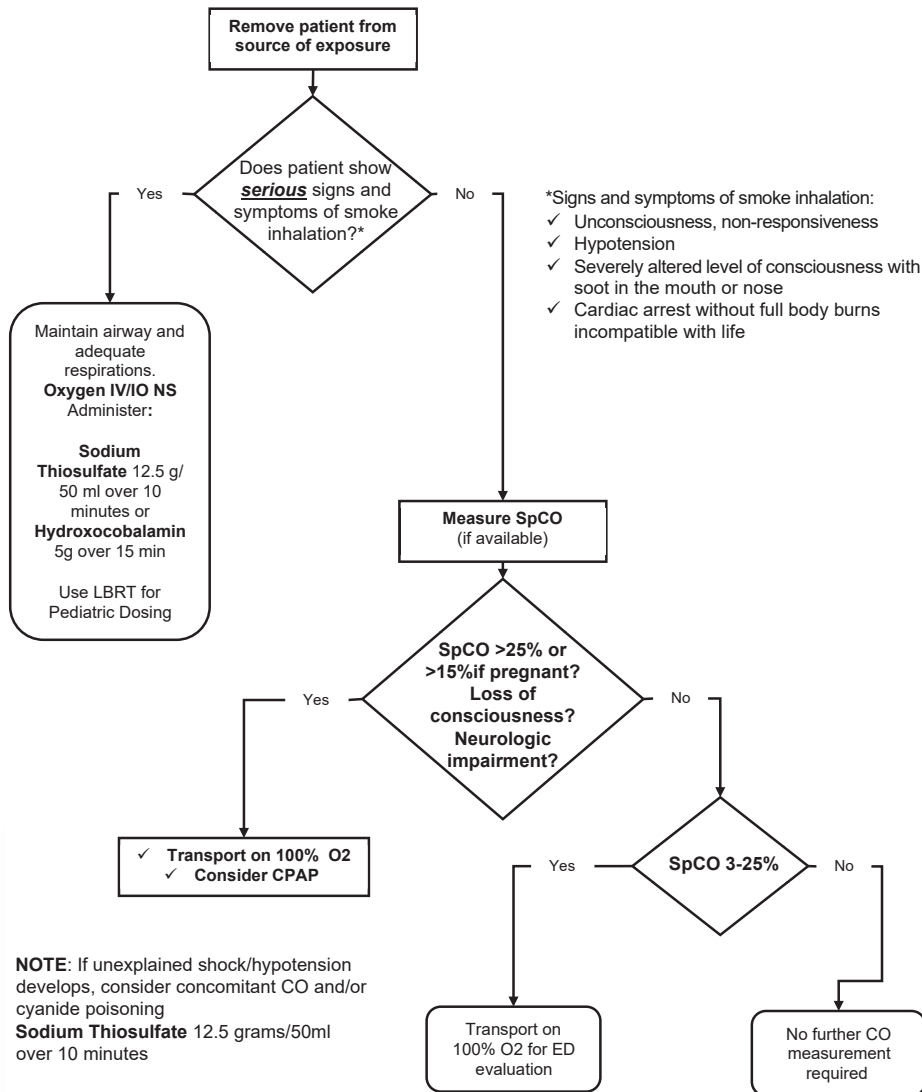 Remove patient from
source of exposure
Does patient show
serious signs and
symptoms of smoke
inhalation?*
Yes
No
*Signs and symptoms of smoke inhalation:
✓ Unconsciousness, non-responsiveness
✓ Hypotension
✓ Severely altered level of consciousness with
soot in the mouth or nose
✓ Cardiac arrest without full body burns
incompatible with life
Maintain airway and
adequate
respirations.
Oxygen IV/IO NS
Administer:
Sodium
Thiosulfate 12.5 g/
50 ml over 10
minutes or
Hydroxocobalamin
5g over 15 min
Use LBRT for
Pediatric Dosing
Measure SpCO
(if available)
SpCO >25% or
>15%if pregnant?
Loss of
consciousness?
Neurologic
impairment?
Yes
No
✓ Transport on 100% O2
✓ Consider CPAP
SpCO 3-25%
Yes
No
NOTE: If unexplained shock/hypotension
develops, consider concomitant CO and/or
cyanide poisoning
Sodium Thiosulfate 12.5 grams/50ml
over 10 minutes
Transport on
100% O2 for ED
evaluation
No further CO
measurement
required